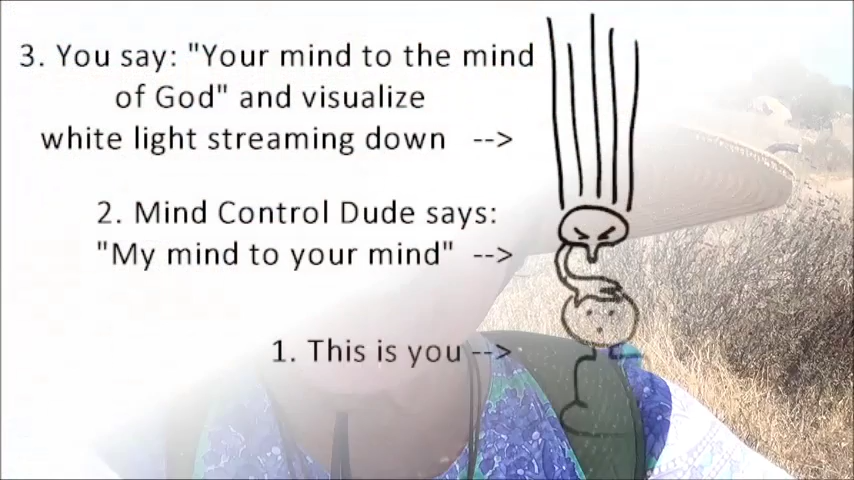 3. You say: "Your mind to the mind
of God" and visualize
white light streaming down -->
2. Mind Control Dude says:
"My mind to your mind" -->
1. This is you -->